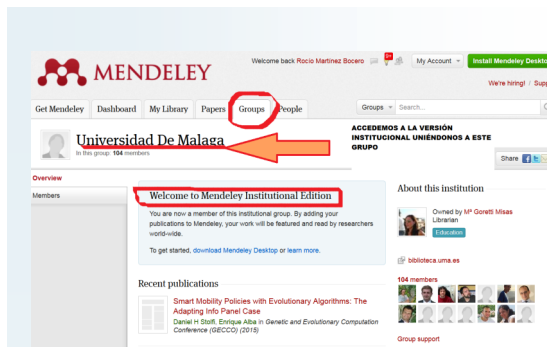 MENDELEY
Welcome back Rocio Martínez Bocero
My Account
Install Mendeley Deskto
We're hiring! / Supp
Get Mendeley
Dashboard
My Library
Papers
Groups
People
Groups
Search...
Universidad De Malaga
In this group: 104 members
ACCEDEMOS A LA VERSIÓN
INSTITUCIONAL UNIÉNDONOS A ESTE
GRUPO
Share
Overview
Members
Welcome to Mendeley Institutional Edition
You are now a member of this institutional group. By adding your
publications to Mendeley, your work will be featured and read by researchers
world-wide.
To get started, download Mendeley Desktop or learn more.
Recent publications
Smart Mobility Policies with Evolutionary Algorithms: The
Adapting Info Panel Case
Daniel H Stolfi, Enrique Alba in Genetic and Evolutionary Computation
Conference (GECCO) (2015)
About this institution
Owned by Mª Goretti Misas
Librarian
Education
biblioteca.uma.es
104 members
Group support